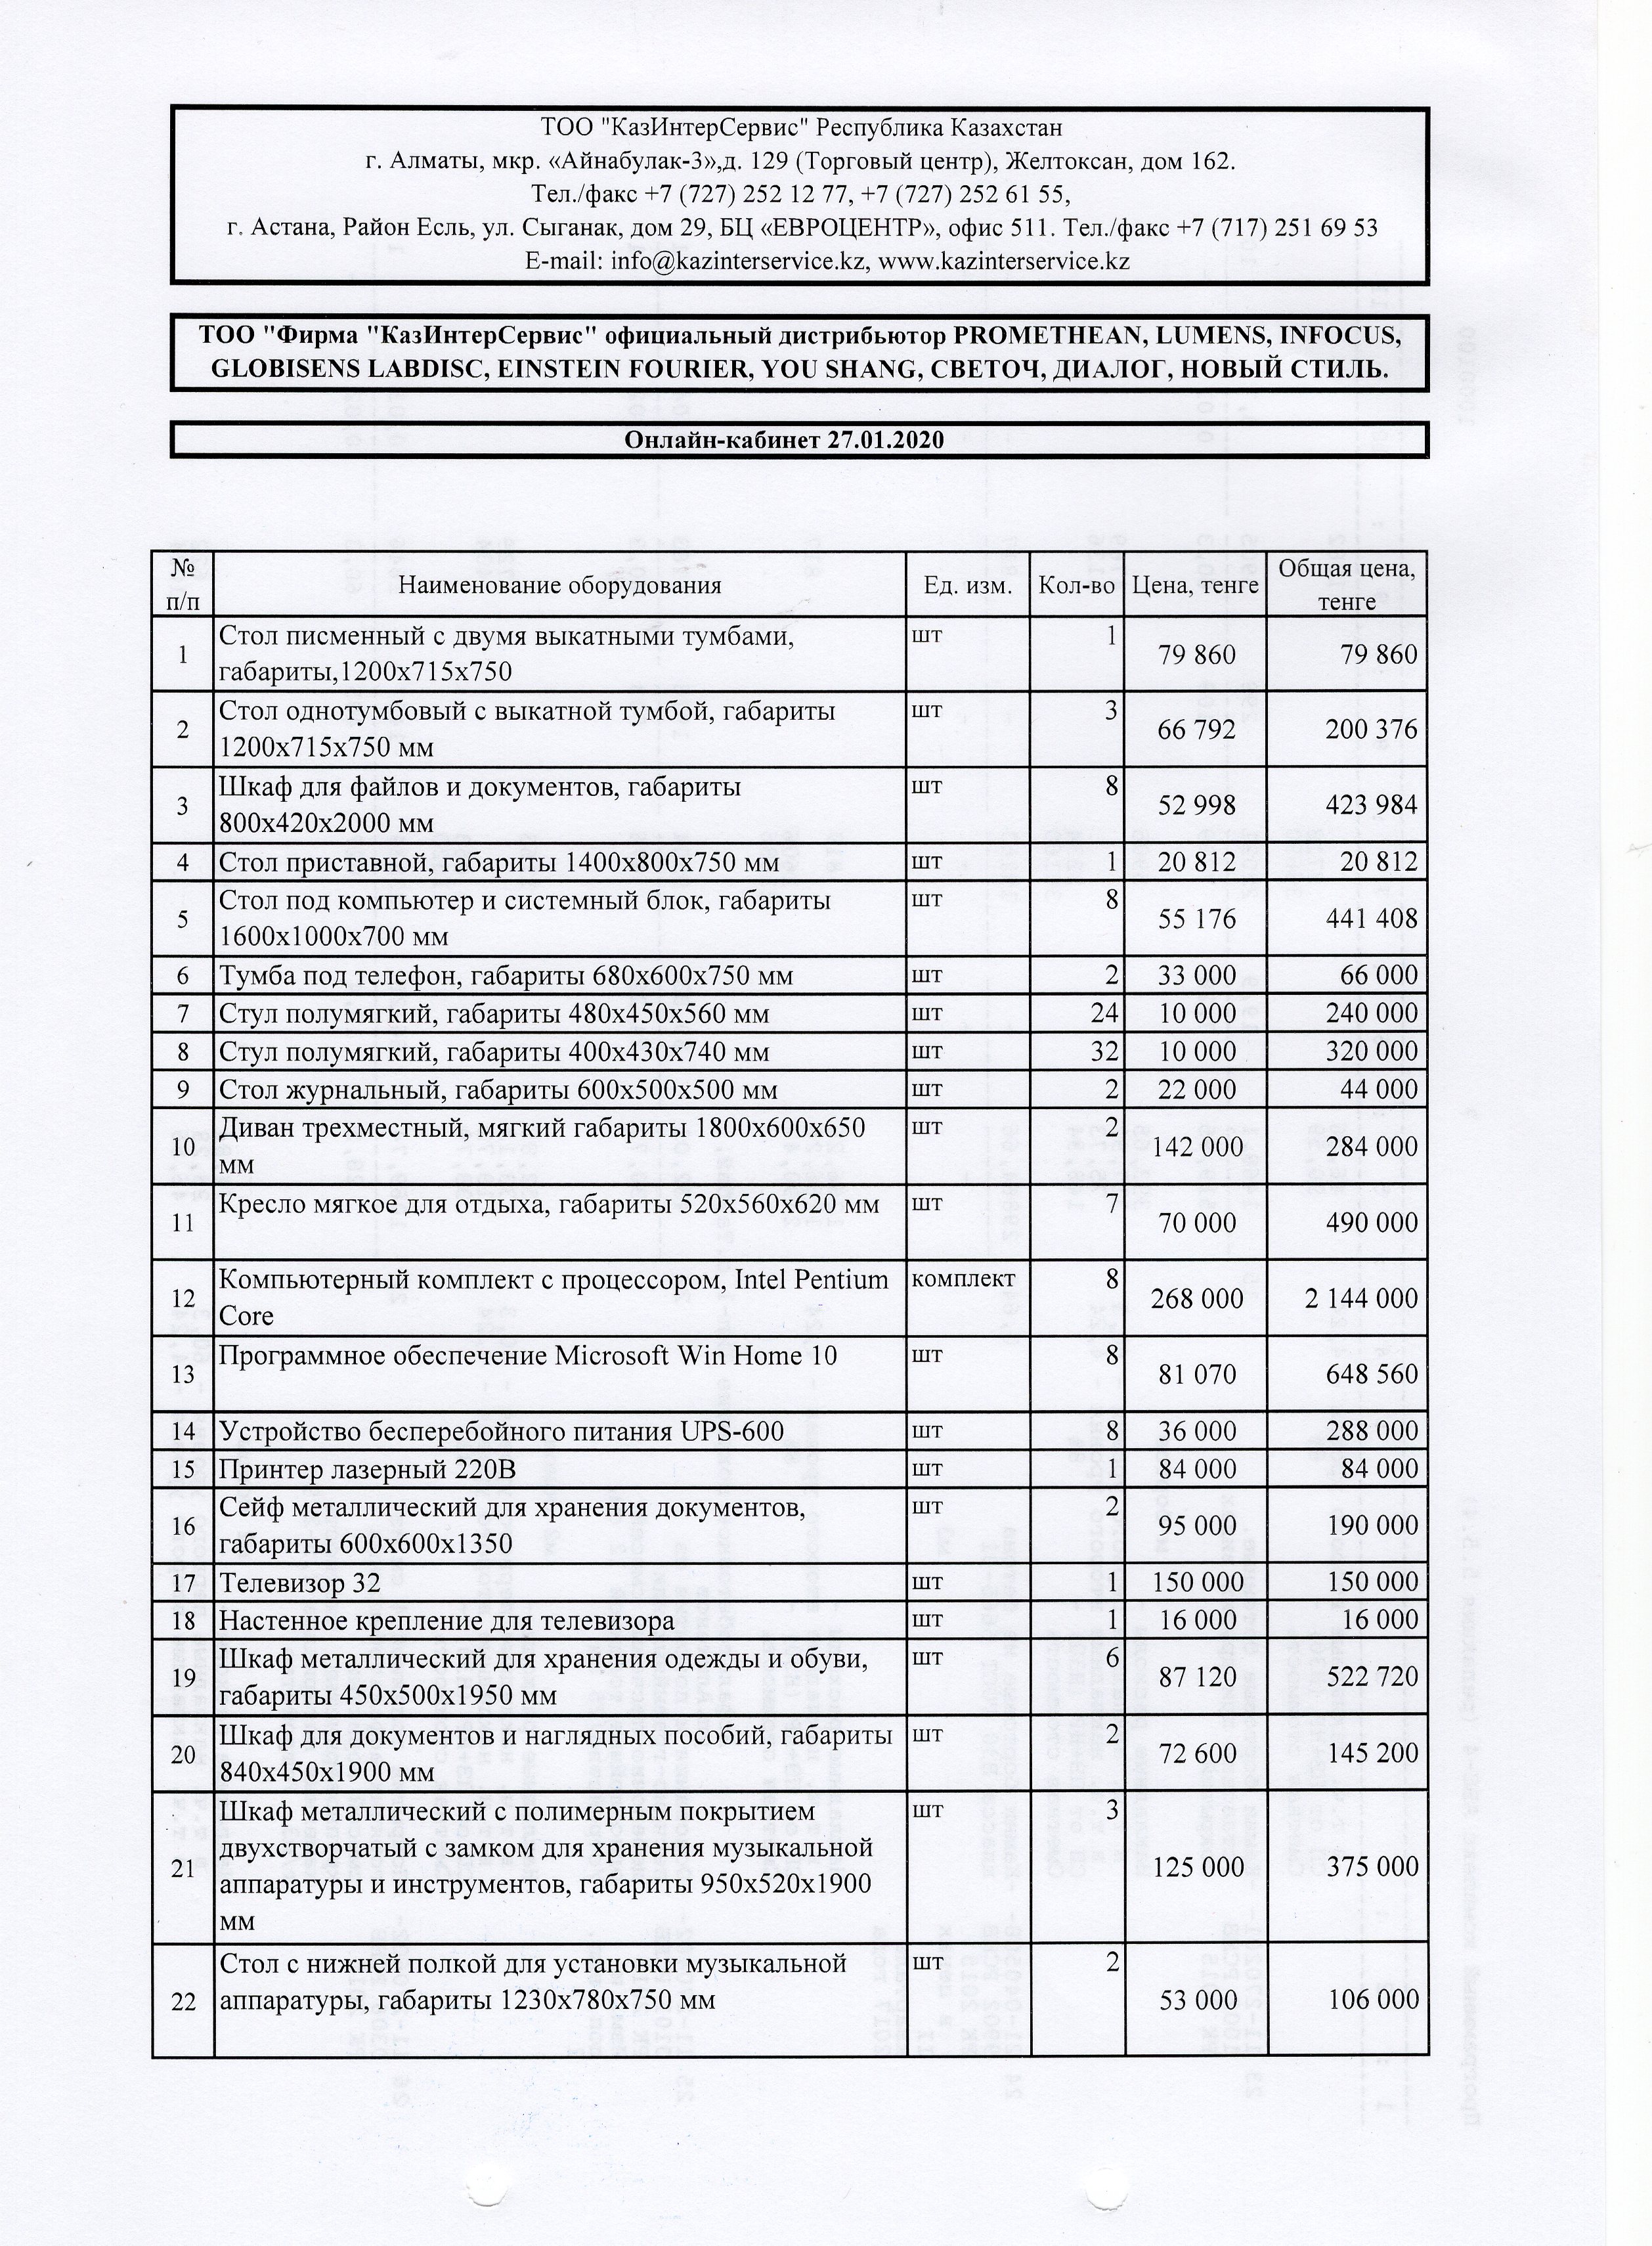 ТОО "КазИнтерСервис" Республика Казахстан
г. Алматы, мкр. «Айнабулак-3»,д. 129 (Торговый центр), Желтоксан, дом 162.
Тел./факс +7 (727) 252 12 77, +7 (727) 252 61 55,
г. Астана, Район Есль, ул. Сыганак, дом 29, БЦ «ЕВРОЦЕНТР», офис 511. Тел./факс +7 (717) 251 69 53
E-mail: info@kazinterservice.kz, www.kazinterservice.kz
ТОО "Фирма "КазИнтерСервис" официальный дистрибьютор PROMETHEAN, LUMENS, INFOCUS,
GLOBISENS LABDISC, EINSTEIN FOURIER, YOU SHANG, СВЕТОЧ, ДИАЛОГ, НОВЫЙ СТИЛЬ.
Онлайн-кабинет 27.01.2020
№ п/п Наименование оборудования Ед. изм. Кол-во Цена, тенге Общая цена, тенге
1 Стол писменный с двумя выкатными тумбами, шт 1 79 860 79 860
габариты,1200х715х750
2 Стол однотумбовый с выкатной тумбой, габариты шт 3 66 792 200 376
1200х715х750 мм
3 Шкаф для файлов и документов, габариты шт 8 52 998 423 984
800х420х2000 мм
4 Стол приставной, габариты 1400х800х750 мм шт 1 20 812 20 812
5 Стол под компьютер и системный блок, габариты шт 8 55 176 441 408
1600х1000х700 мм
6 Тумба под телефон, габариты 680х600х750 мм шт 2 33 000 66 000
7 Стул полумягкий, габариты 480х450х560 мм шт 24 10 000 240 000
8 Стул полумягкий, габариты 400х430х740 мм шт 32 10 000 320 000
9 Стол журнальный, габариты 600х500х500 мм шт 2 22 000 44 000
10 Диван трехместный, мягкий габариты 1800х600х650 шт 2 142 000 284 000
мм
11 Кресло мягкое для отдыха, габариты 520х560х620 мм шт 7 70 000 490 000
12 Компьютерный комплект с процессором, Intel Pentium комплект 8 268 000 2 144 000
Core
13 Программное обеспечение Microsoft Win Home 10 шт 8 81 070 648 560
14 Устройство бесперебойного питания UPS-600 шт 8 36 000 288 000
15 Принтер лазерный 220В шт 1 84 000 84 000
16 Сейф металлический для хранения документов, шт 2 95 000 190 000
габариты 600х600х1350
17 Телевизор 32 шт 1 150 000 150 000
18 Настенное крепление для телевизора шт 1 16 000 16 000
19 Шкаф металлический для хранения одежды и обуви, шт 6 87 120 522 720
габариты 450х500х1950 мм
20 Шкаф для документов и наглядных пособий, габариты шт 2 72 600 145 200
840х450х1900 мм
21 Шкаф металлический с полимерным покрытием шт 3 125 000 375 000
двухстворчатый с замком для хранения музыкальной
аппаратуры и инструментов, габариты 950х520х1900
мм
22 Стол с нижней полкой для установки музыкальной шт 2 53 000 106 000
аппаратуры, габариты 1230х780х750 мм